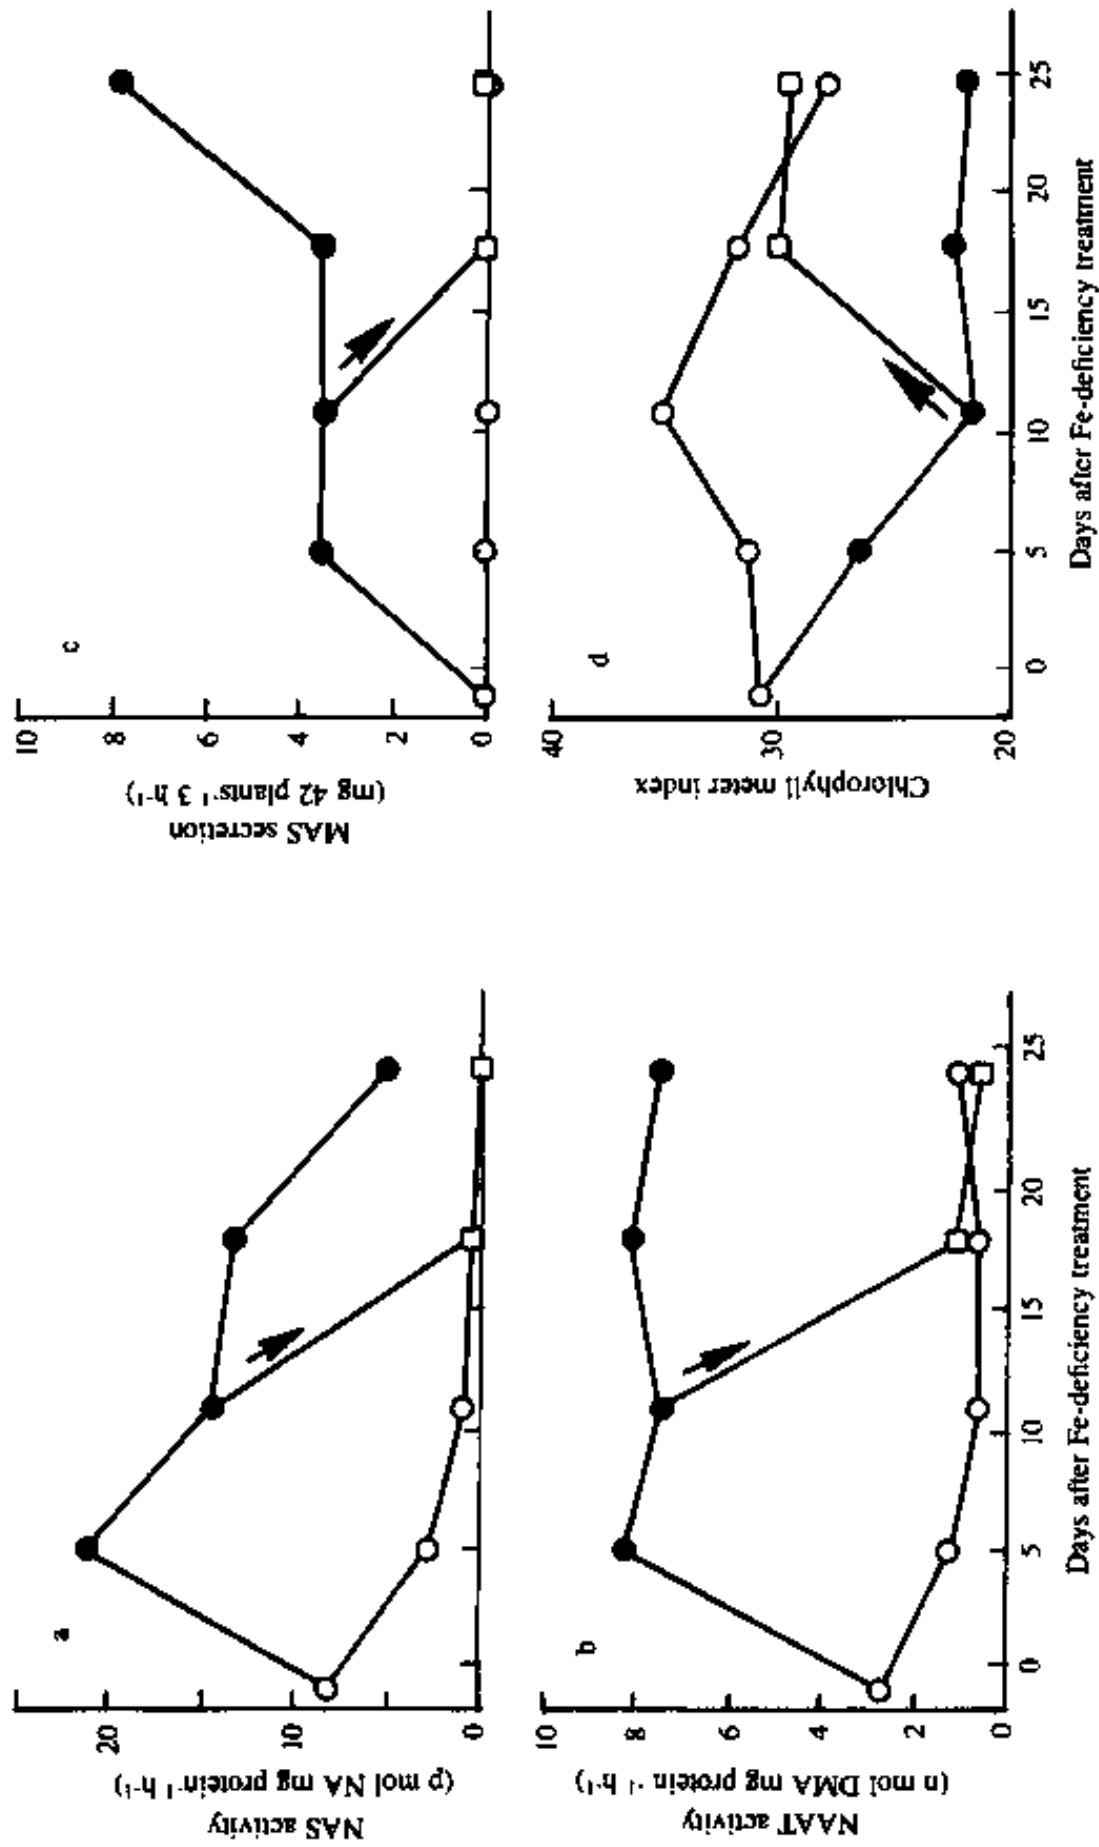 a
NAS activity
(p mol NA mg protein⁻¹ h⁻¹)
20
10
0
b
NAAT activity
(n mol DMA mg protein⁻¹ h⁻¹)
10
8
6
4
2
0
0 5 10 15 20 25
Days after Fe-deficiency treatment
c
MAS secretion
(mg 42 plants⁻¹ 3 h⁻¹)
10
8
6
4
2
0
d
Chlorophyll meter index
40
30
20
0 5 10 15 20 25
Days after Fe-deficiency treatment